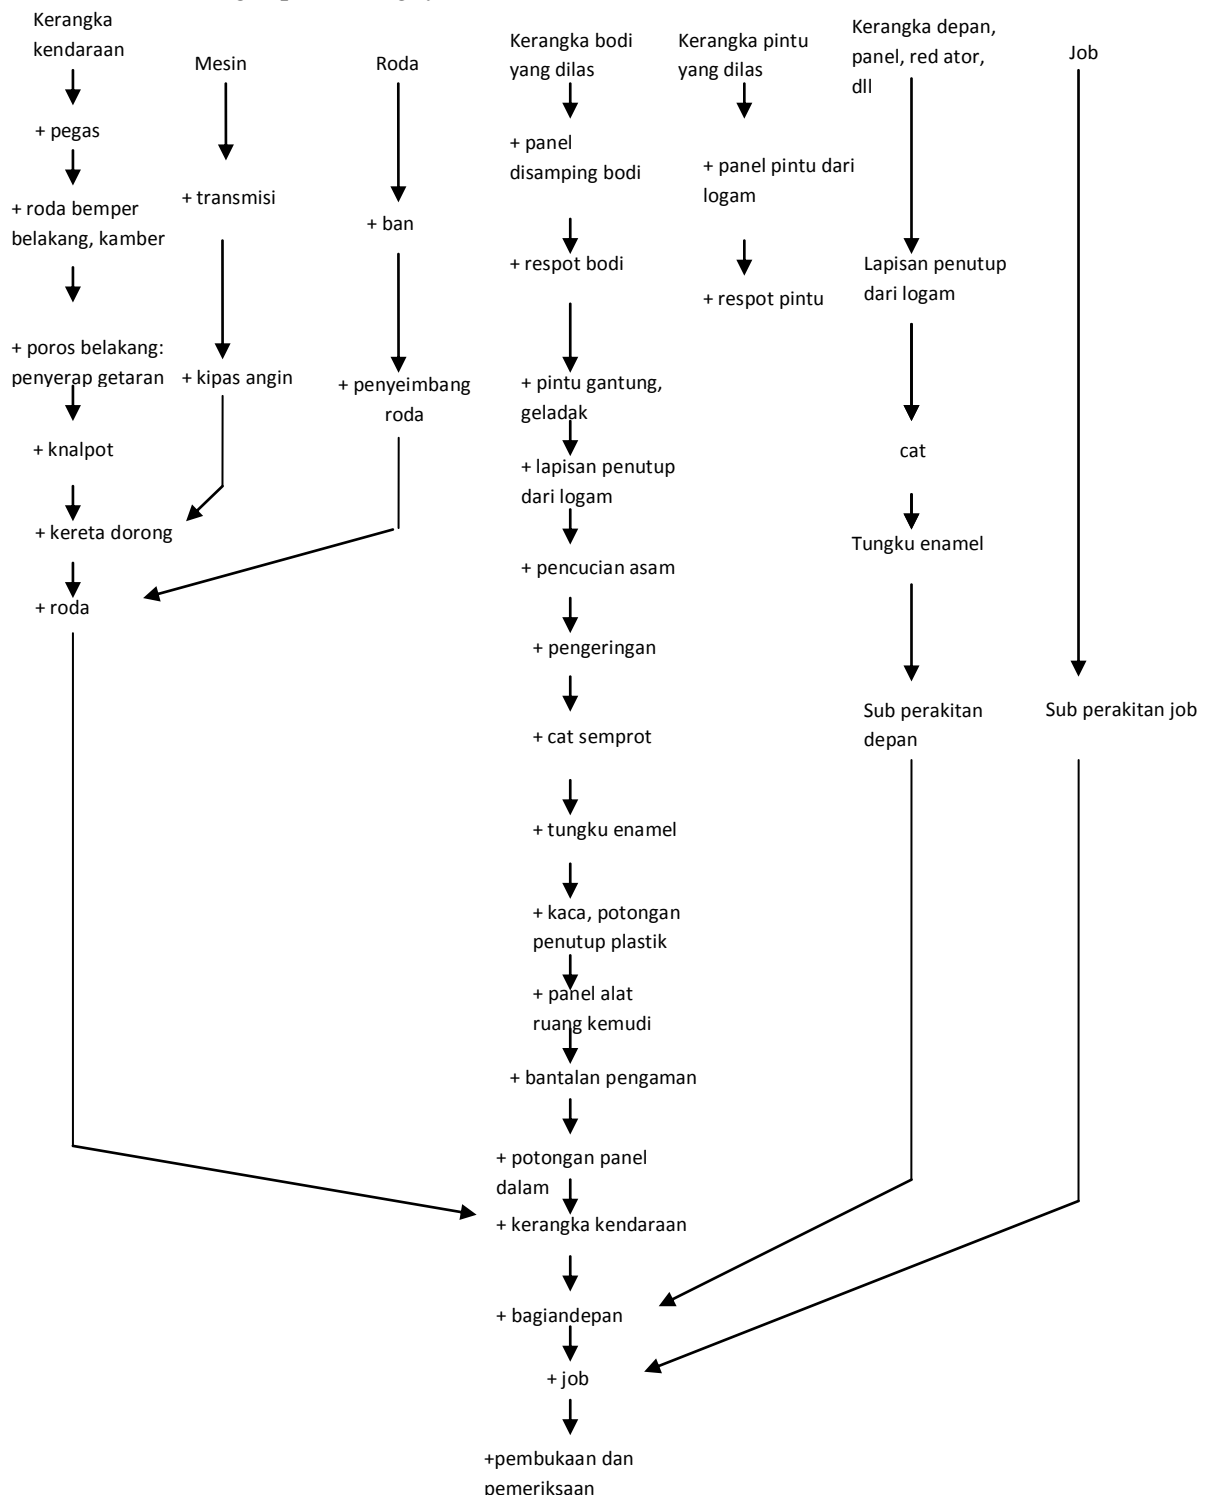 Kerangka
kendaraan
+ pegas
+ roda bemper
belakang, kamber
+ poros belakang:
penyerap getaran
+ knalpot
+ kereta dorong
+ roda
Mesin
+ transmisi
+ kipas angin
Roda
+ ban
+ penyeimbang
roda
Kerangka bodi
yang dilas
+ panel
disamping bodi
+ respot bodi
+ pintu gantung,
geladak
+ lapisan penutup
dari logam
+ pencucian asam
+ pengeringan
+ cat semprot
+ tungku enamel
+ kaca, potongan
penutup plastik
+ panel alat
ruang kemudi
+ bantalan pengaman
+ potongan panel
dalam
+ kerangka kendaraan
+ bagiandepan
+ job
+pembukaan dan
pemeriksaan
Kerangka pintu
yang dilas
+ panel pintu dari
logam
+ respot pintu
Kerangka depan,
panel, red ator,
dll
Lapisan penutup
dari logam
cat
Tungku enamel
Sub perakitan
depan
Job
Sub perakitan job